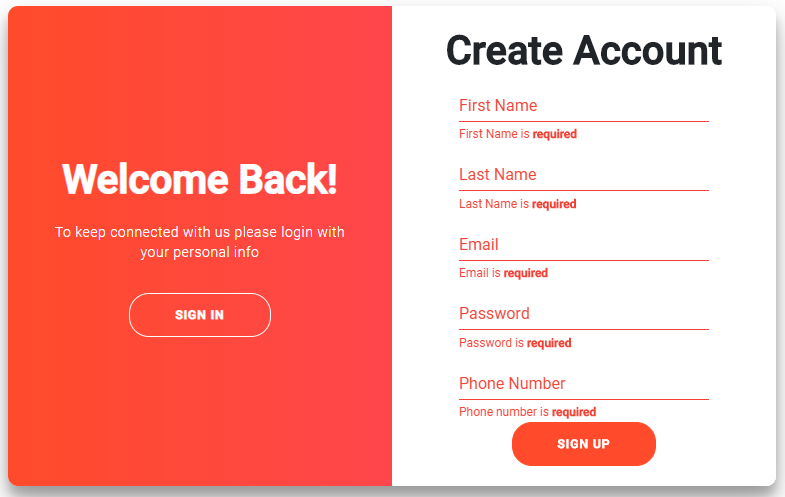 Welcome Back!
To keep connected with us please login with
your personal info
SIGN IN
Create Account
First Name
First Name is required
Last Name
Last Name is required
Email
Email is required
Password
Password is required
Phone Number
Phone number is required
SIGN UP